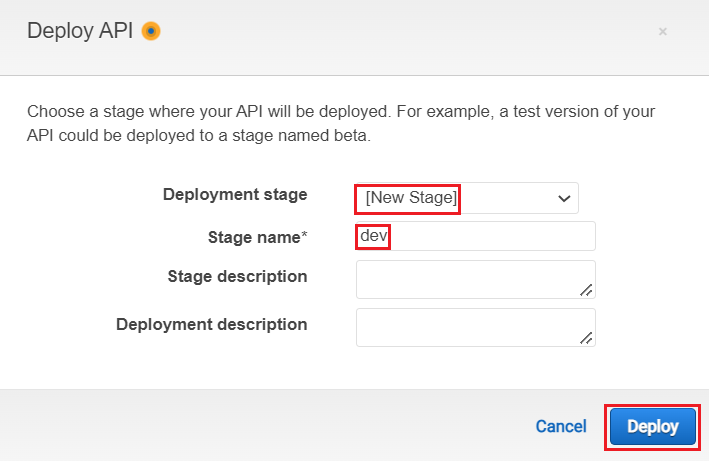 Deploy API
Choose a stage where your API will be deployed. For example, a test version of your
API could be deployed to a stage named beta.
Deployment stage [New Stage]
Stage name* dev
Stage description
Deployment description
Cancel Deploy